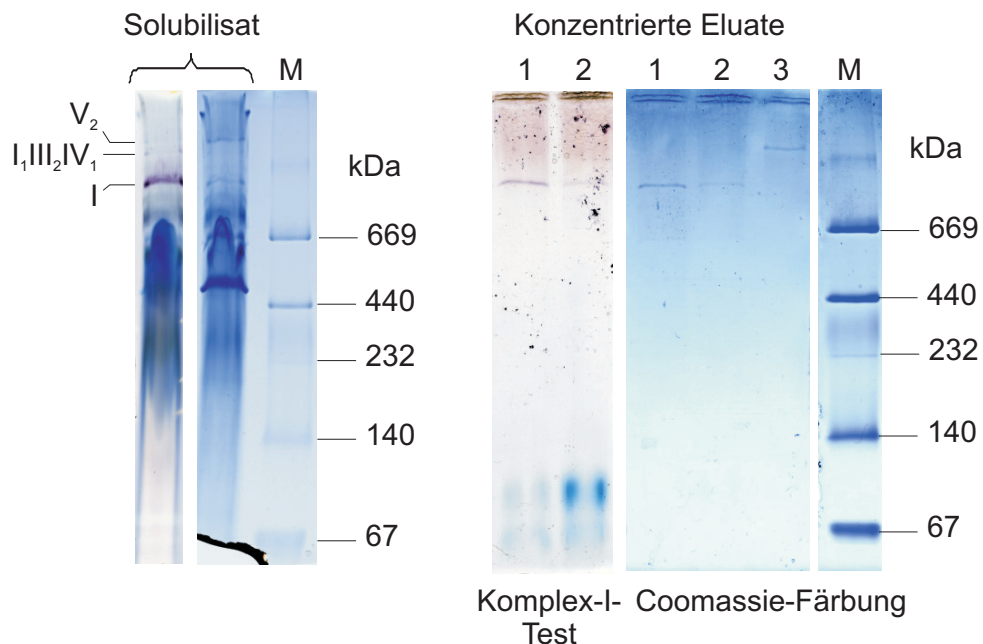 Solubilisat
Konzentrierte Eluate
M
1 2
1 2 3
M
V₂
I₁III₂IV₁
I
kDa
669
440
232
140
67
kDa
669
440
232
140
67
Komplex-I-
Test
Coomassie-Färbung